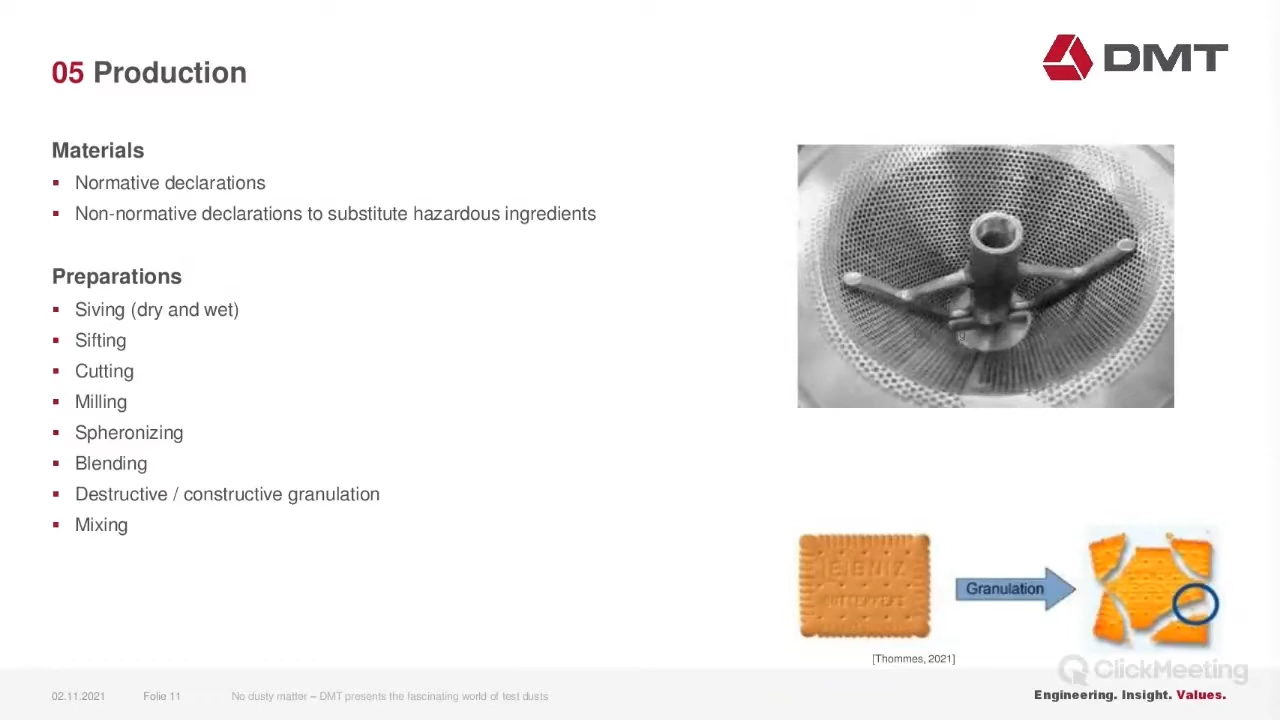 05 Production
DMT
Materials
▪ Normative declarations
▪ Non-normative declarations to substitute hazardous ingredients
Preparations
▪ Siving (dry and wet)
▪ Sifting
▪ Cutting
▪ Milling
▪ Spheronizing
▪ Blending
▪ Destructive / constructive granulation
▪ Mixing
LEIBNIZ
Granulation
[Thommes, 2021]
ClickMeeting
02.11.2021 Folie 11 No dusty matter – DMT presents the fascinating world of test dusts
Engineering. Insight. Values.